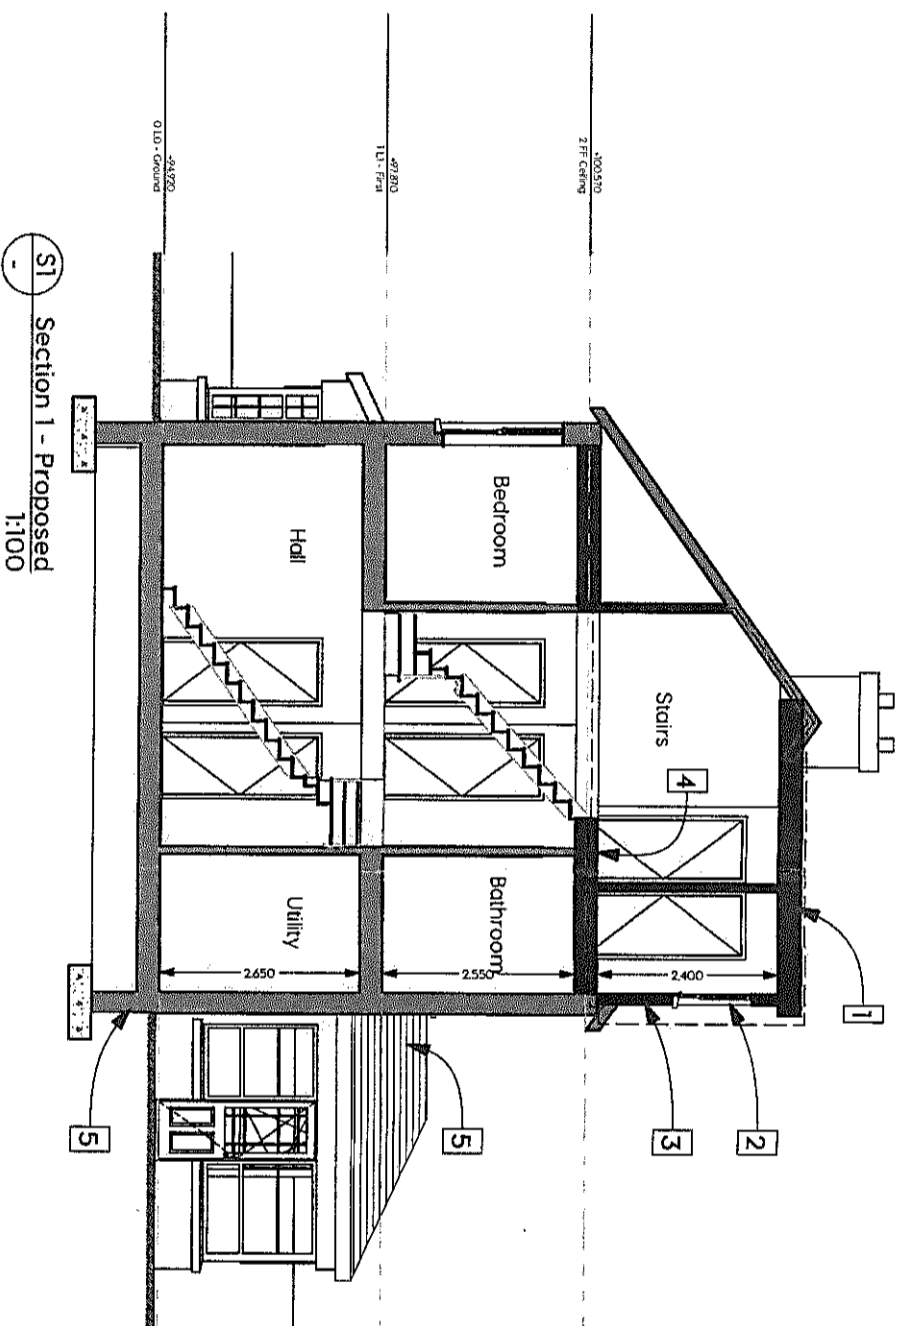 1
2
3
4
5
5
Stairs
2,400
+100.570
2 FF Ceiling
Bedroom
Bathroom
2,550
+97.870
1 L1 - First
Hall
Utility
2,650
+94.920
0 L0 - Ground
S1
-
Section 1 - Proposed
1:100